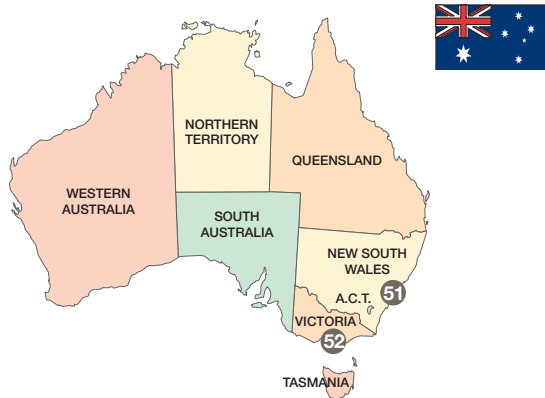 NORTHERN
TERRITORY
QUEENSLAND
WESTERN
AUSTRALIA
SOUTH
AUSTRALIA
NEW SOUTH
WALES
A.C.T.
51
VICTORIA
52
TASMANIA